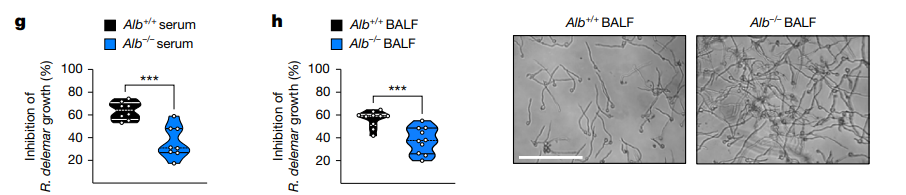 g
Alb+/+ serum
Alb−/− serum
Inhibition of
R. delemar growth (%)
100
80
60
40
20
***
h
Alb+/+ BALF
Alb−/− BALF
Inhibition of
R. delemar growth (%)
100
80
60
40
20
***
Alb+/+ BALF
Alb−/− BALF